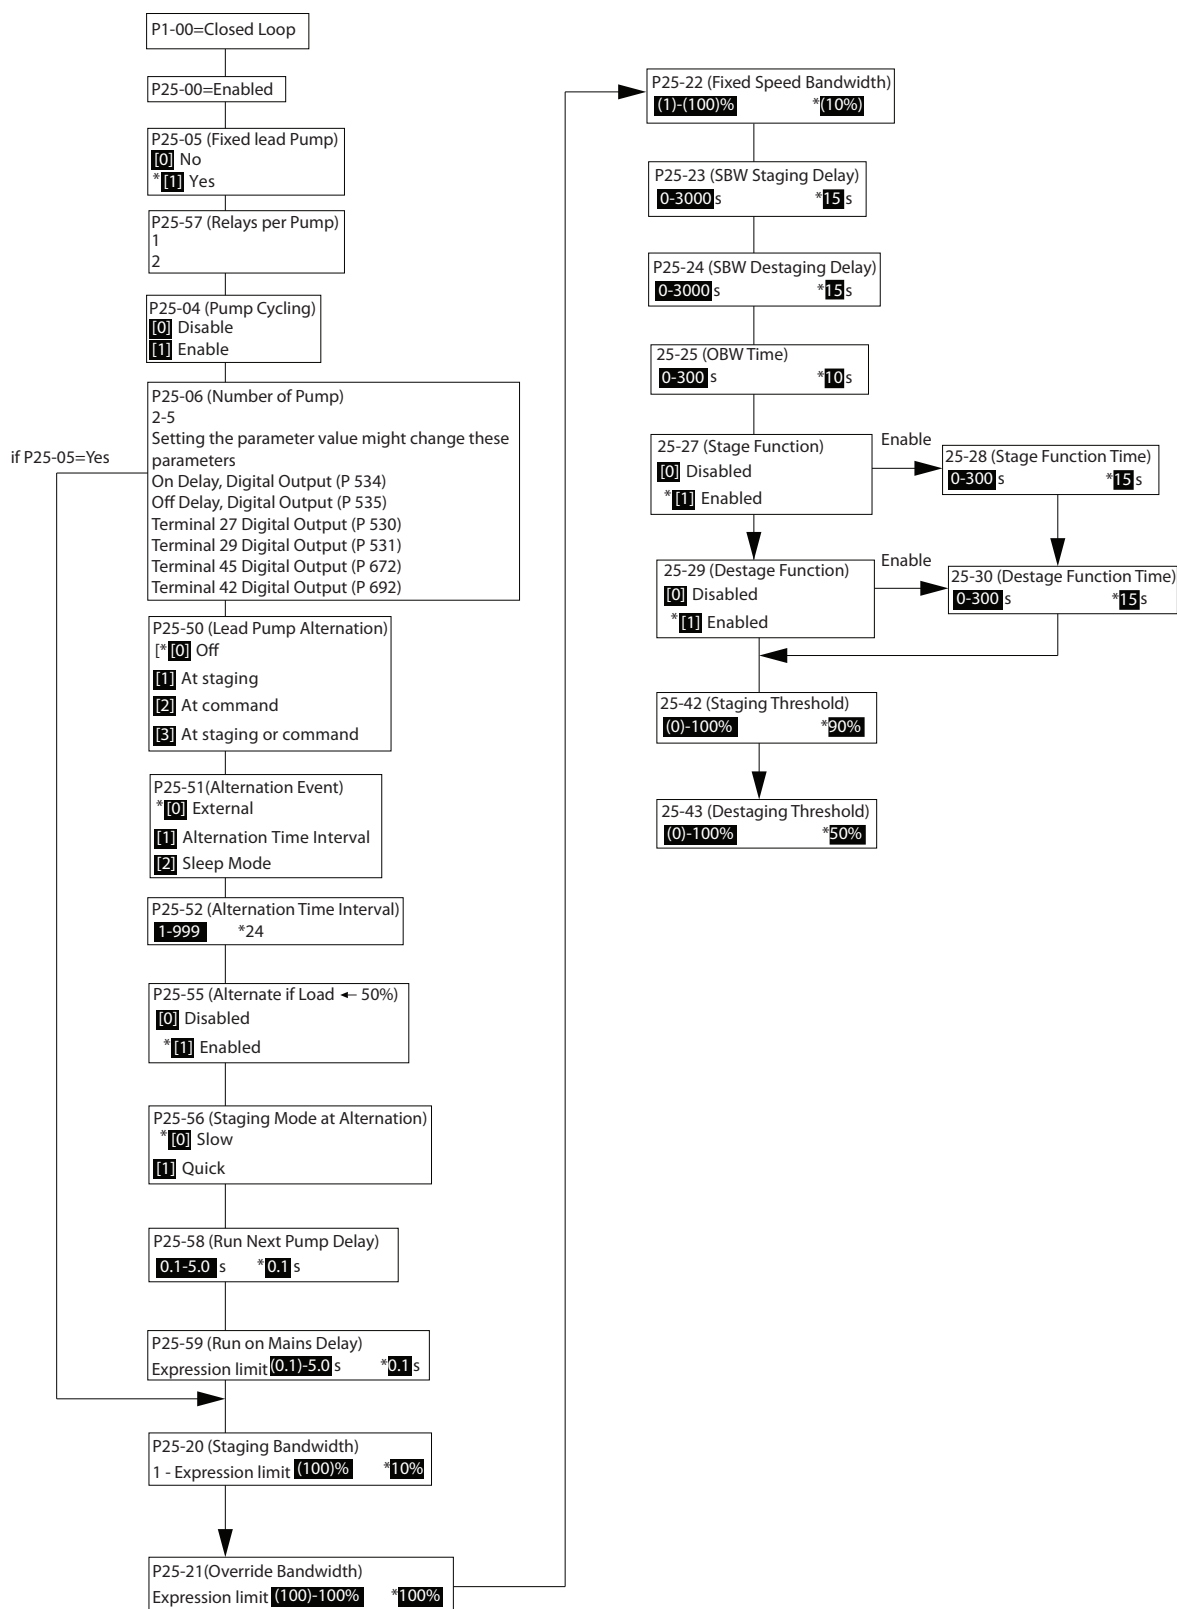 P1-00=Closed Loop
P25-00=Enabled
P25-05 (Fixed lead Pump)
[0] No
*[1] Yes
P25-57 (Relays per Pump)
1
2
P25-04 (Pump Cycling)
[0] Disable
[1] Enable
P25-06 (Number of Pump)
2-5
Setting the parameter value might change these
parameters
On Delay, Digital Output (P 534)
Off Delay, Digital Output (P 535)
Terminal 27 Digital Output (P 530)
Terminal 29 Digital Output (P 531)
Terminal 45 Digital Output (P 672)
Terminal 42 Digital Output (P 692)
if P25-05=Yes
P25-50 (Lead Pump Alternation)
[*[0] Off
[1] At staging
[2] At command
[3] At staging or command
P25-51(Alternation Event)
*[0] External
[1] Alternation Time Interval
[2] Sleep Mode
P25-52 (Alternation Time Interval)
1-999 *24
P25-55 (Alternate if Load ← 50%)
[0] Disabled
*[1] Enabled
P25-56 (Staging Mode at Alternation)
*[0] Slow
[1] Quick
P25-58 (Run Next Pump Delay)
0.1-5.0 s *0.1 s
P25-59 (Run on Mains Delay)
Expression limit (0.1)-5.0 s *0.1 s
P25-20 (Staging Bandwidth)
1 - Expression limit (100)% *10%
P25-21(Override Bandwidth)
Expression limit (100)-100% *100%
P25-22 (Fixed Speed Bandwidth)
(1)-(100)% *(10%)
P25-23 (SBW Staging Delay)
0-3000 s *15 s
P25-24 (SBW Destaging Delay)
0-3000 s *15 s
25-25 (OBW Time)
0-300 s *10 s
25-27 (Stage Function)
[0] Disabled
*[1] Enabled
Enable
25-28 (Stage Function Time)
0-300 s *15 s
25-29 (Destage Function)
[0] Disabled
*[1] Enabled
Enable
25-30 (Destage Function Time)
0-300 s *15 s
25-42 (Staging Threshold)
(0)-100% *90%
25-43 (Destaging Threshold)
(0)-100% *50%